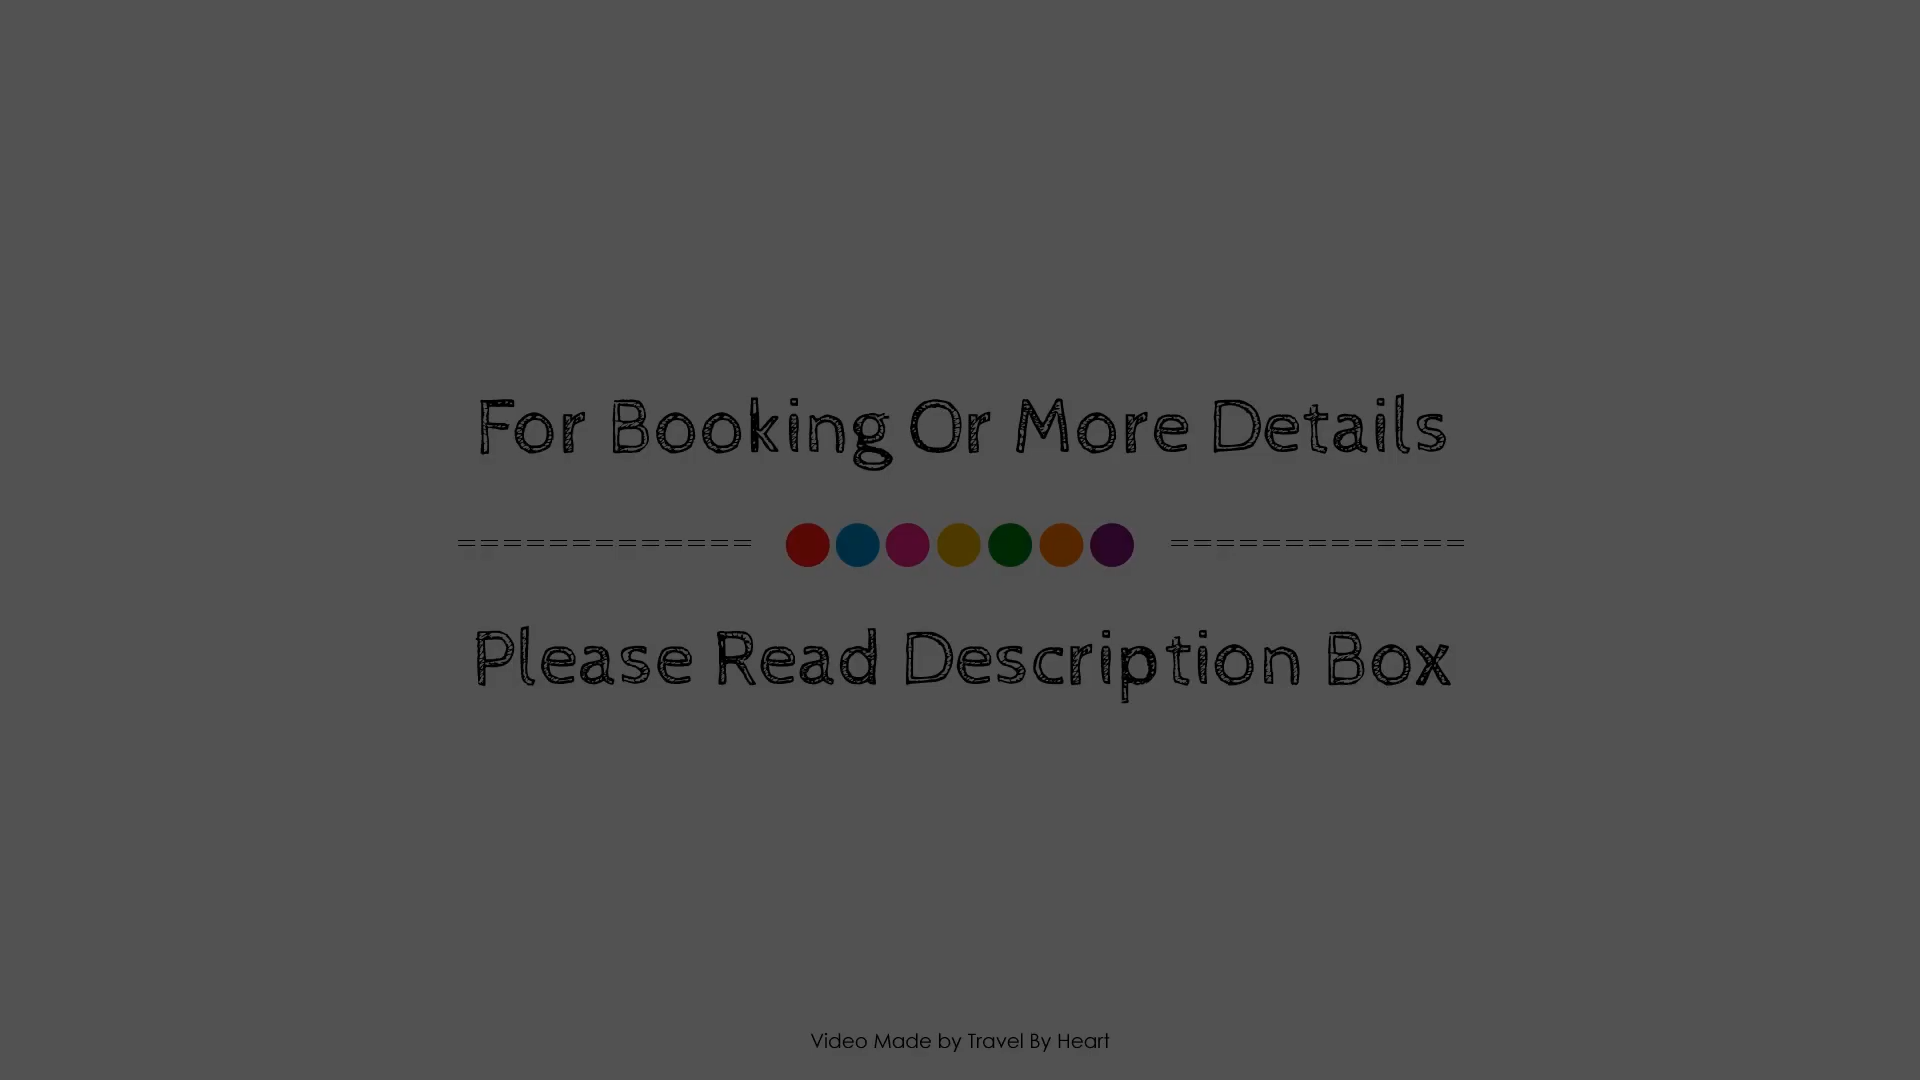 For Booking Or More Details
============= =============
Please Read Description Box
Video Made by Travel By Heart